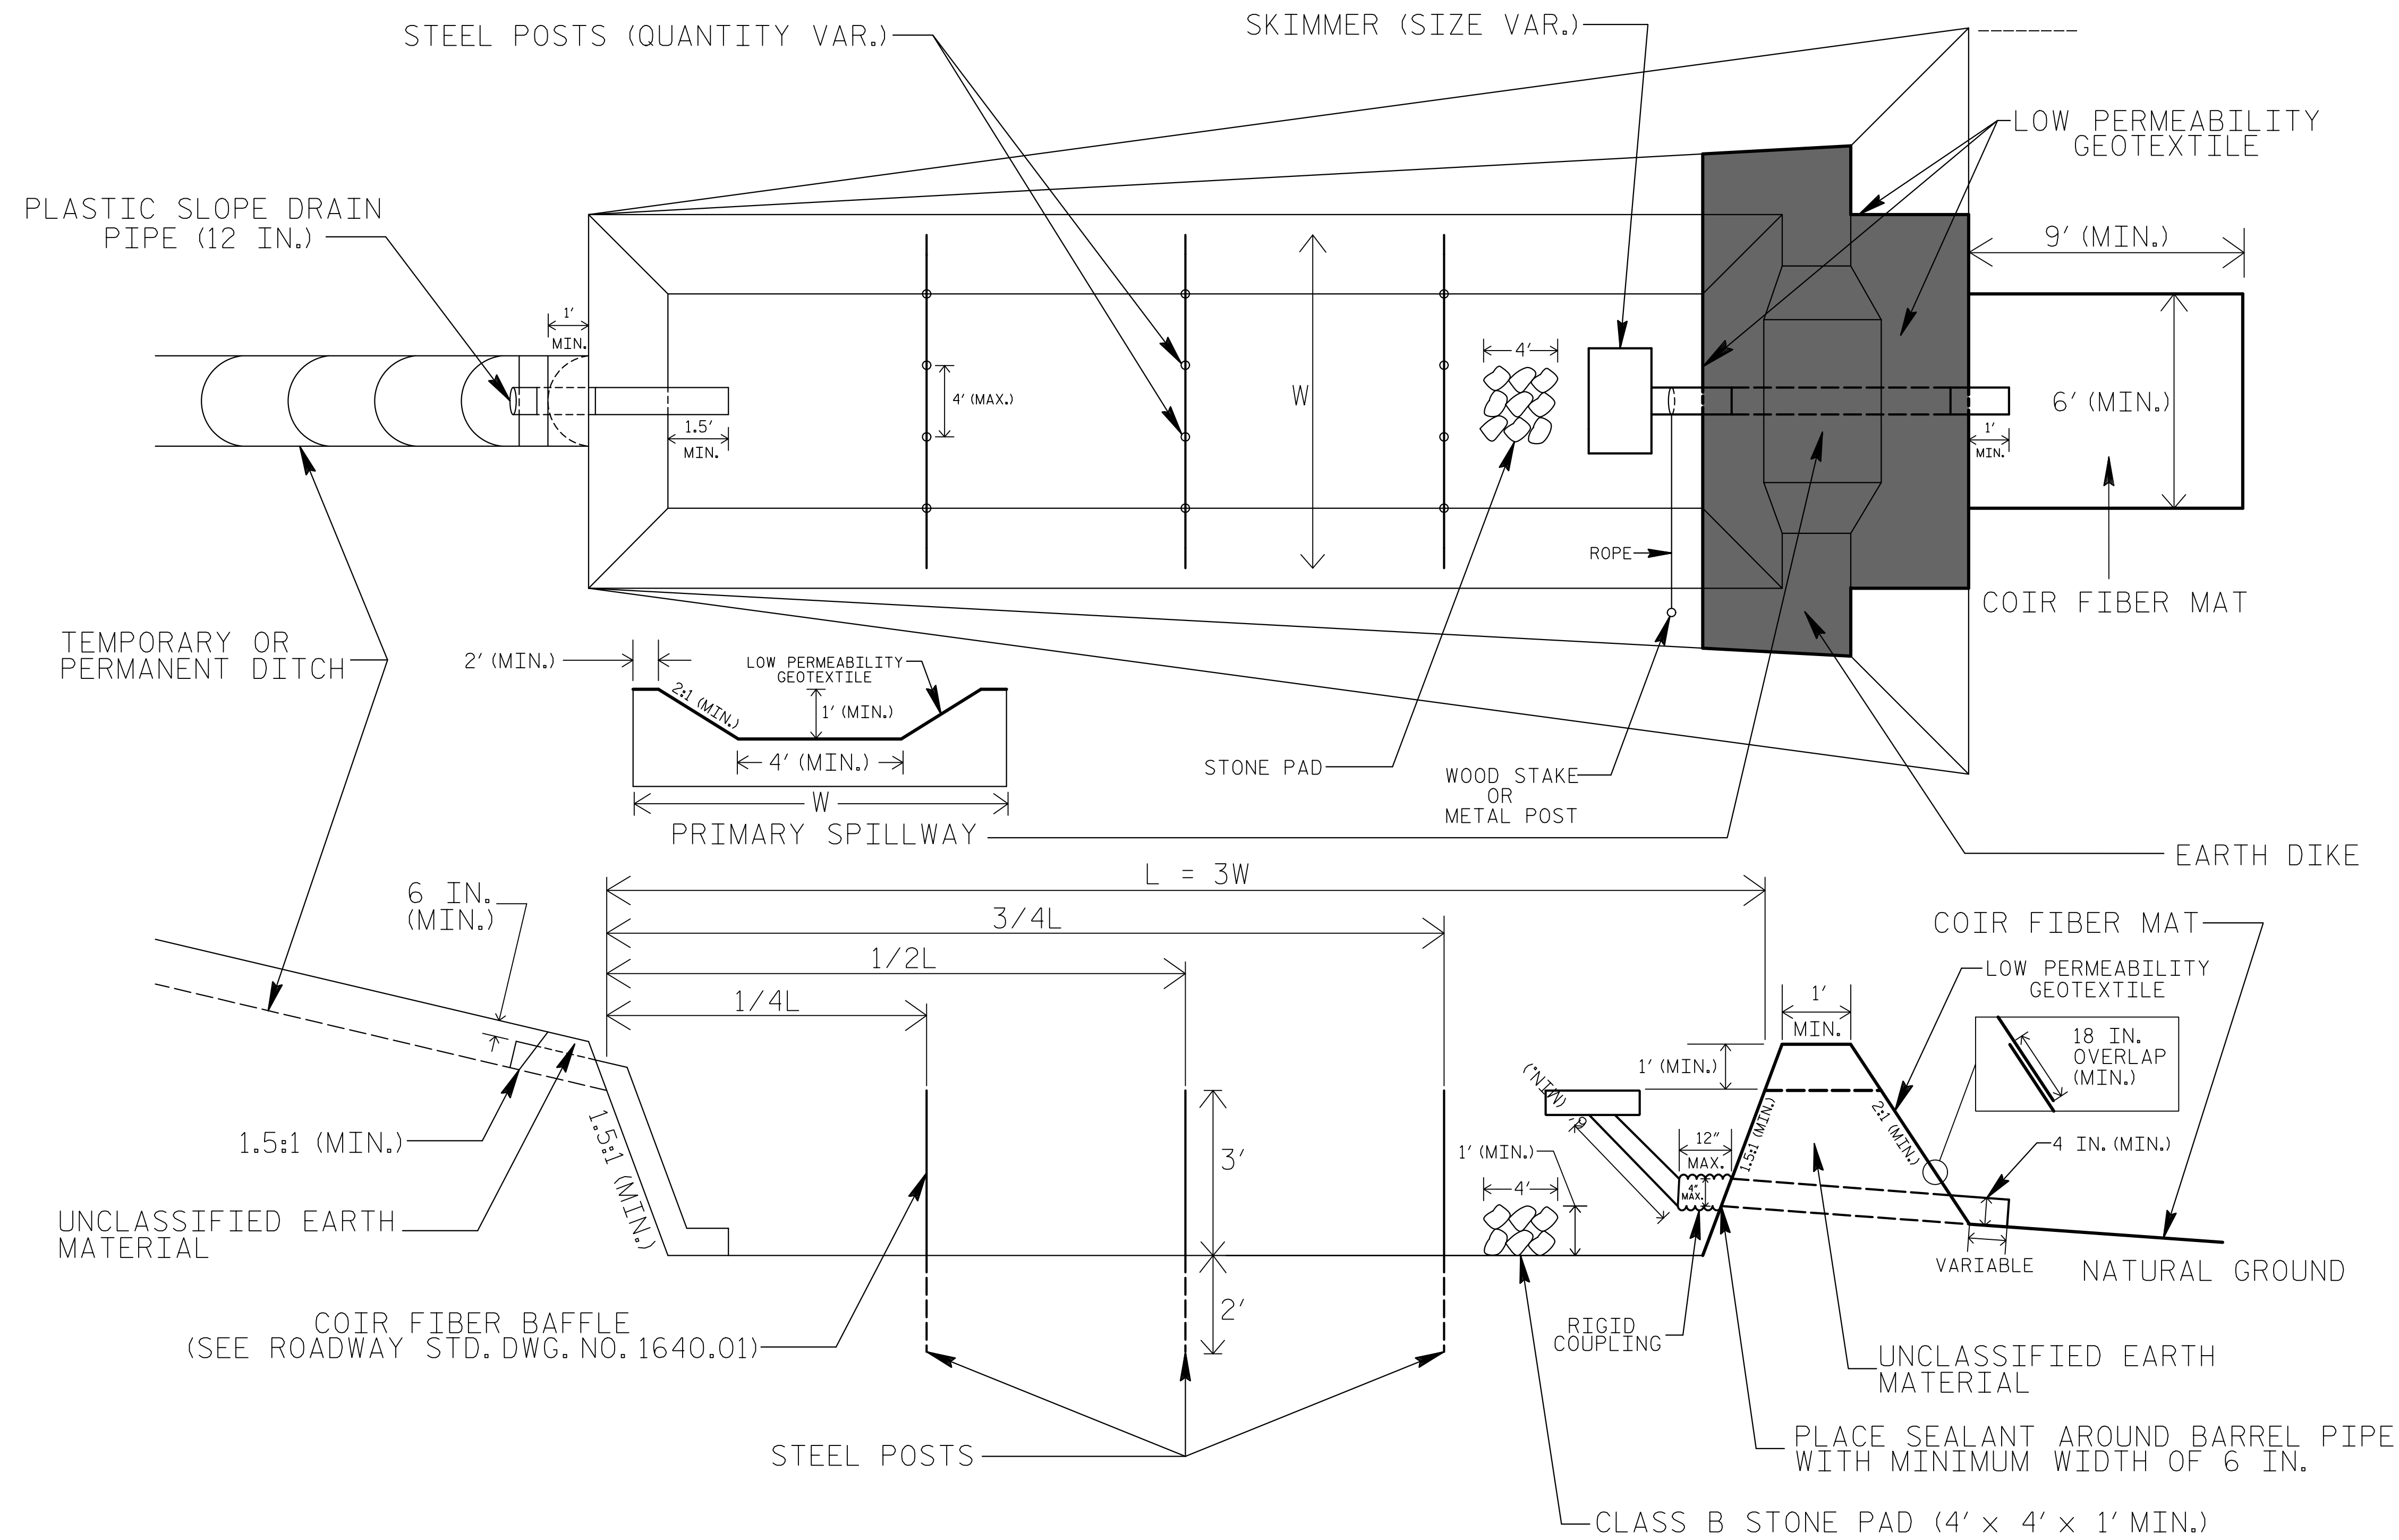 STEEL POSTS (QUANTITY VAR.)
SKIMMER (SIZE VAR.)
LOW PERMEABILITY
GEOTEXTILE
PLASTIC SLOPE DRAIN
PIPE (12 IN.)
9' (MIN.)
1'
MIN.
4'
4' (MAX.)
W
6' (MIN.)
1.5'
MIN.
1'
MIN.
ROPE
COIR FIBER MAT
TEMPORARY OR
PERMANENT DITCH
2' (MIN.)
LOW PERMEABILITY
GEOTEXTILE
2:1 (MIN.)
1' (MIN.)
4' (MIN.)
W
PRIMARY SPILLWAY
STONE PAD
WOOD STAKE
OR
METAL POST
EARTH DIKE
L = 3W
3/4L
1/2L
1/4L
6 IN.
(MIN.)
COIR FIBER MAT
LOW PERMEABILITY
GEOTEXTILE
1'
MIN.
1' (MIN.)
18 IN.
OVERLAP
(MIN.)
6' (MIN.)
1.5:1 (MIN.)
1.5:1 (MIN.)
3'
2'
1' (MIN.)
4'
12"
MAX.
4"
MAX.
1.5:1 (MIN.)
2:1 (MIN.)
4 IN. (MIN.)
VARIABLE
NATURAL GROUND
UNCLASSIFIED EARTH
MATERIAL
COIR FIBER BAFFLE
(SEE ROADWAY STD. DWG. NO. 1640.01)
RIGID
COUPLING
UNCLASSIFIED EARTH
MATERIAL
STEEL POSTS
PLACE SEALANT AROUND BARREL PIPE
WITH MINIMUM WIDTH OF 6 IN.
CLASS B STONE PAD (4' x 4' x 1' MIN.)